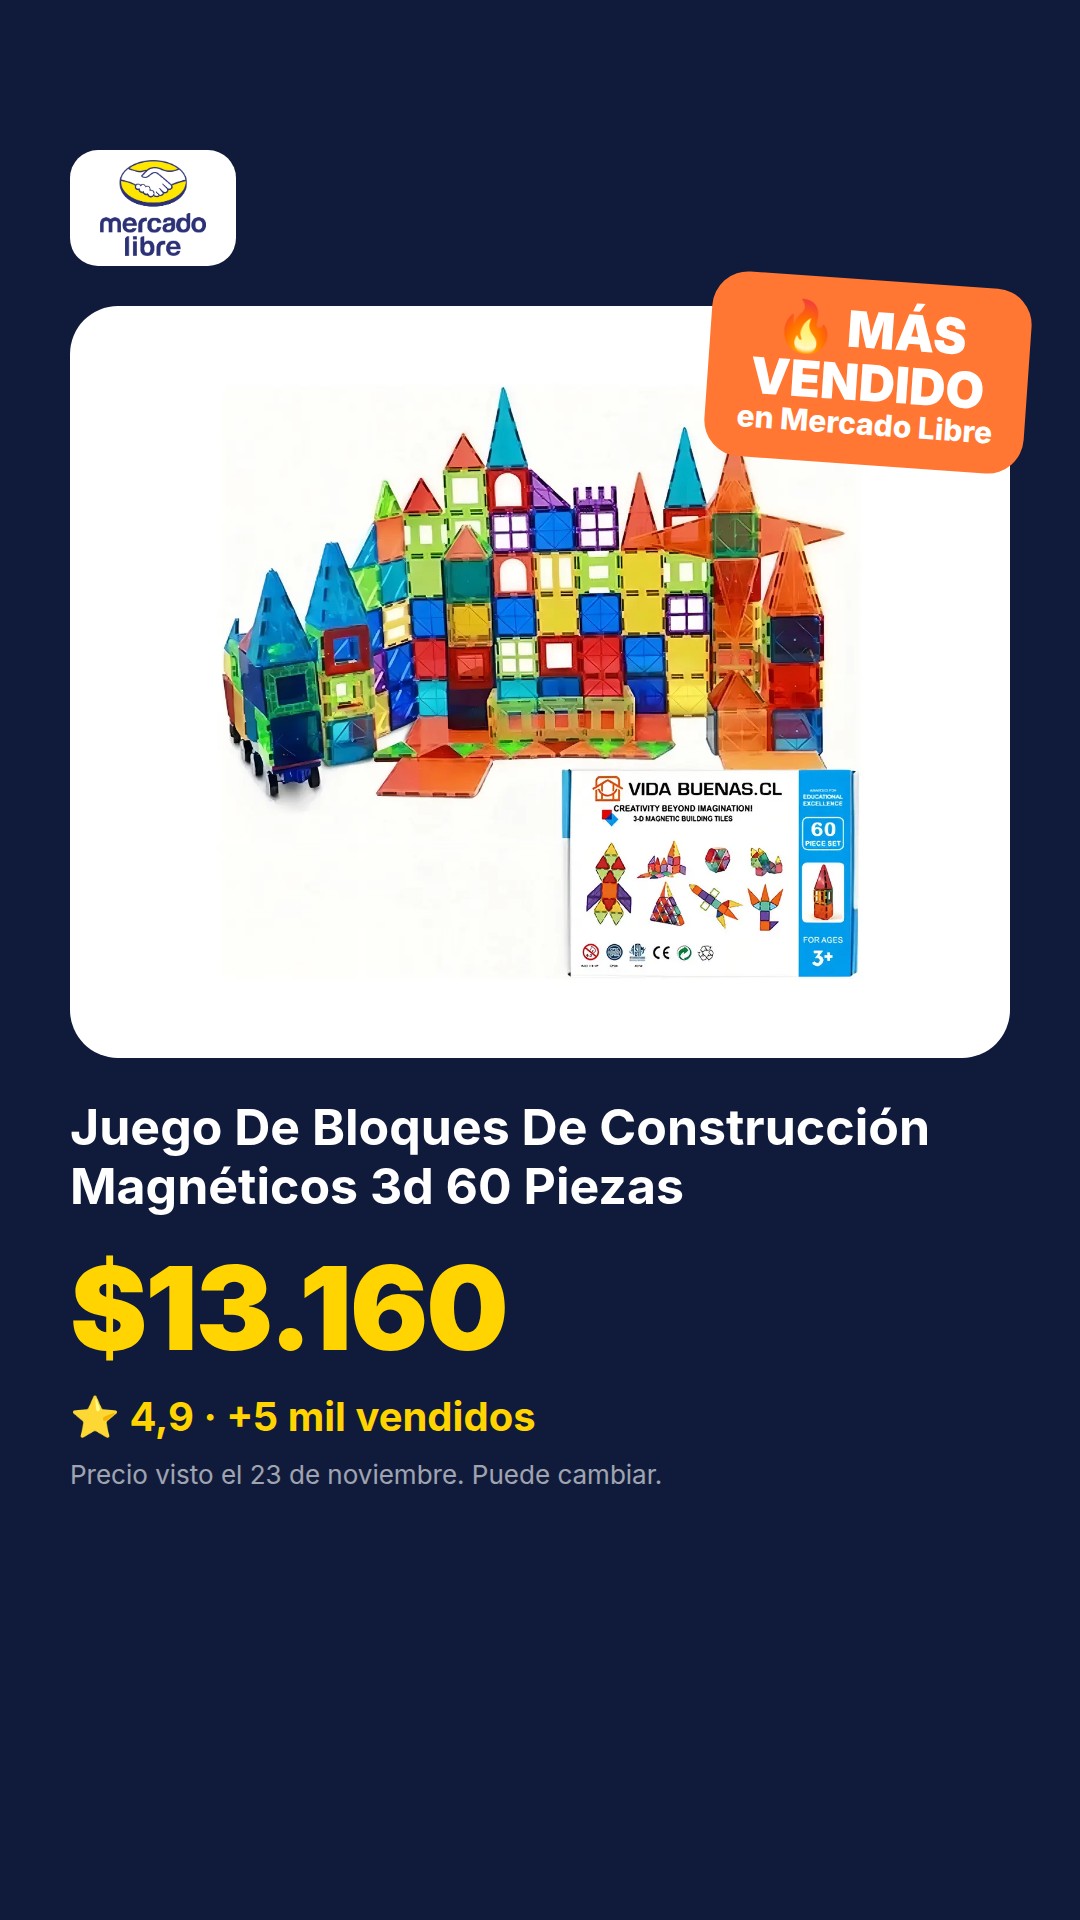 mercado
libre
🔥 MÁS
VENDIDO
en Mercado Libre
VIDA BUENAS.CL
CREATIVITY BEYOND IMAGINATION!
3-D MAGNETIC BUILDING TILES
EDUCATIONAL
EXCELLENCE
60
PIECE SET
FOR AGES
3+
CE
Juego De Bloques De Construcción
Magnéticos 3d 60 Piezas
$13.160
⭐ 4,9 · +5 mil vendidos
Precio visto el 23 de noviembre. Puede cambiar.